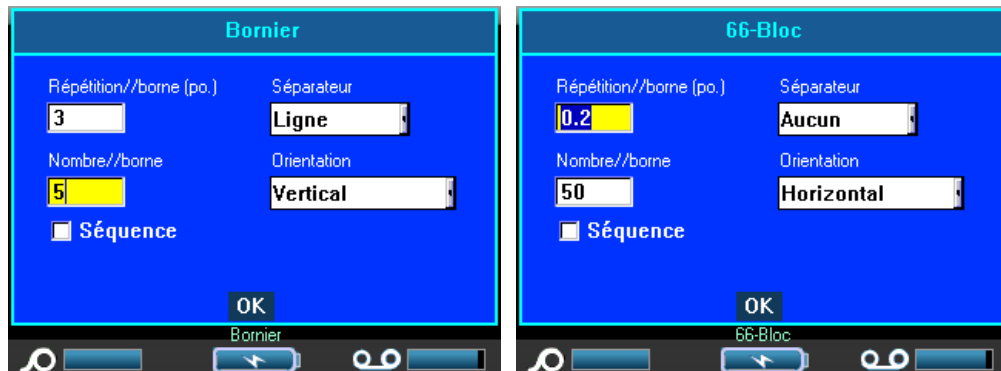 Bornier
Répétition//borne (po.) Séparateur
3 Ligne
Nombre//borne Orientation
5 Vertical
Séquence
OK
Bornier
66-Bloc
Répétition//borne (po.) Séparateur
0.2 Aucun
Nombre//borne Orientation
50 Horizontal
Séquence
OK
66-Bloc